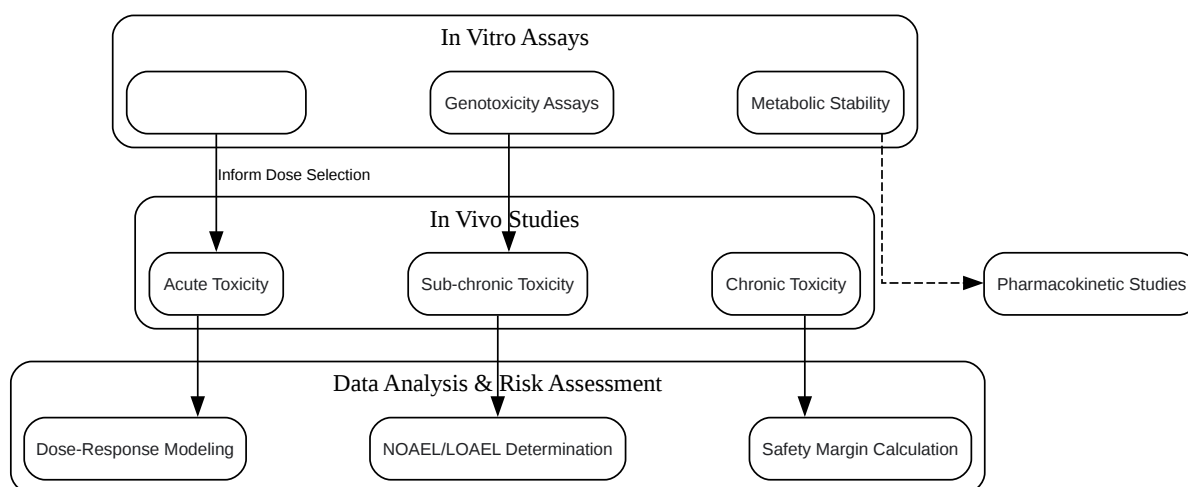 In Vitro Assays
Genotoxicity Assays
Metabolic Stability
Inform Dose Selection
In Vivo Studies
Acute Toxicity
Sub-chronic Toxicity
Chronic Toxicity
Pharmacokinetic Studies
Data Analysis & Risk Assessment
Dose-Response Modeling
NOAEL/LOAEL Determination
Safety Margin Calculation